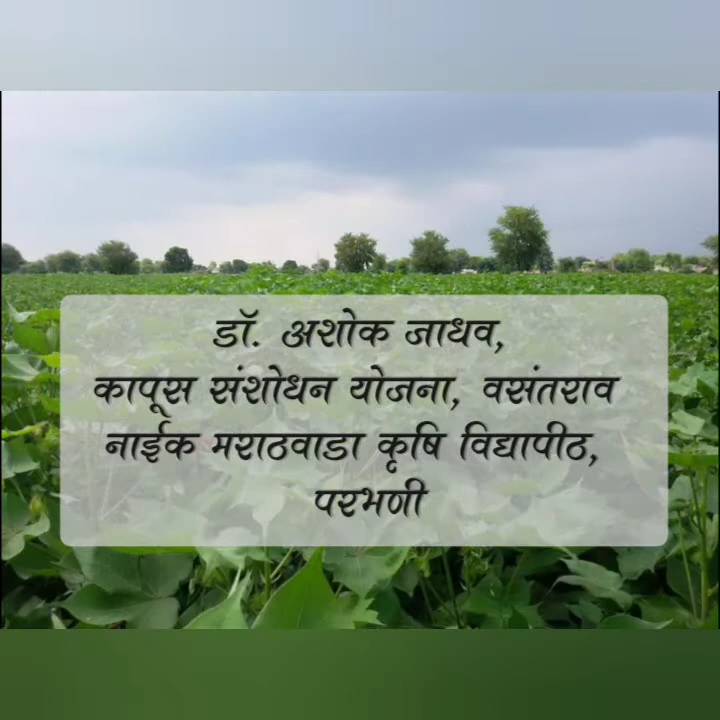 डॉ. अशोक जाधव,
कापूस संशोधन योजना, वसंतराव
नाईक मराठवाडा कृषि विद्यापीठ,
परभणी